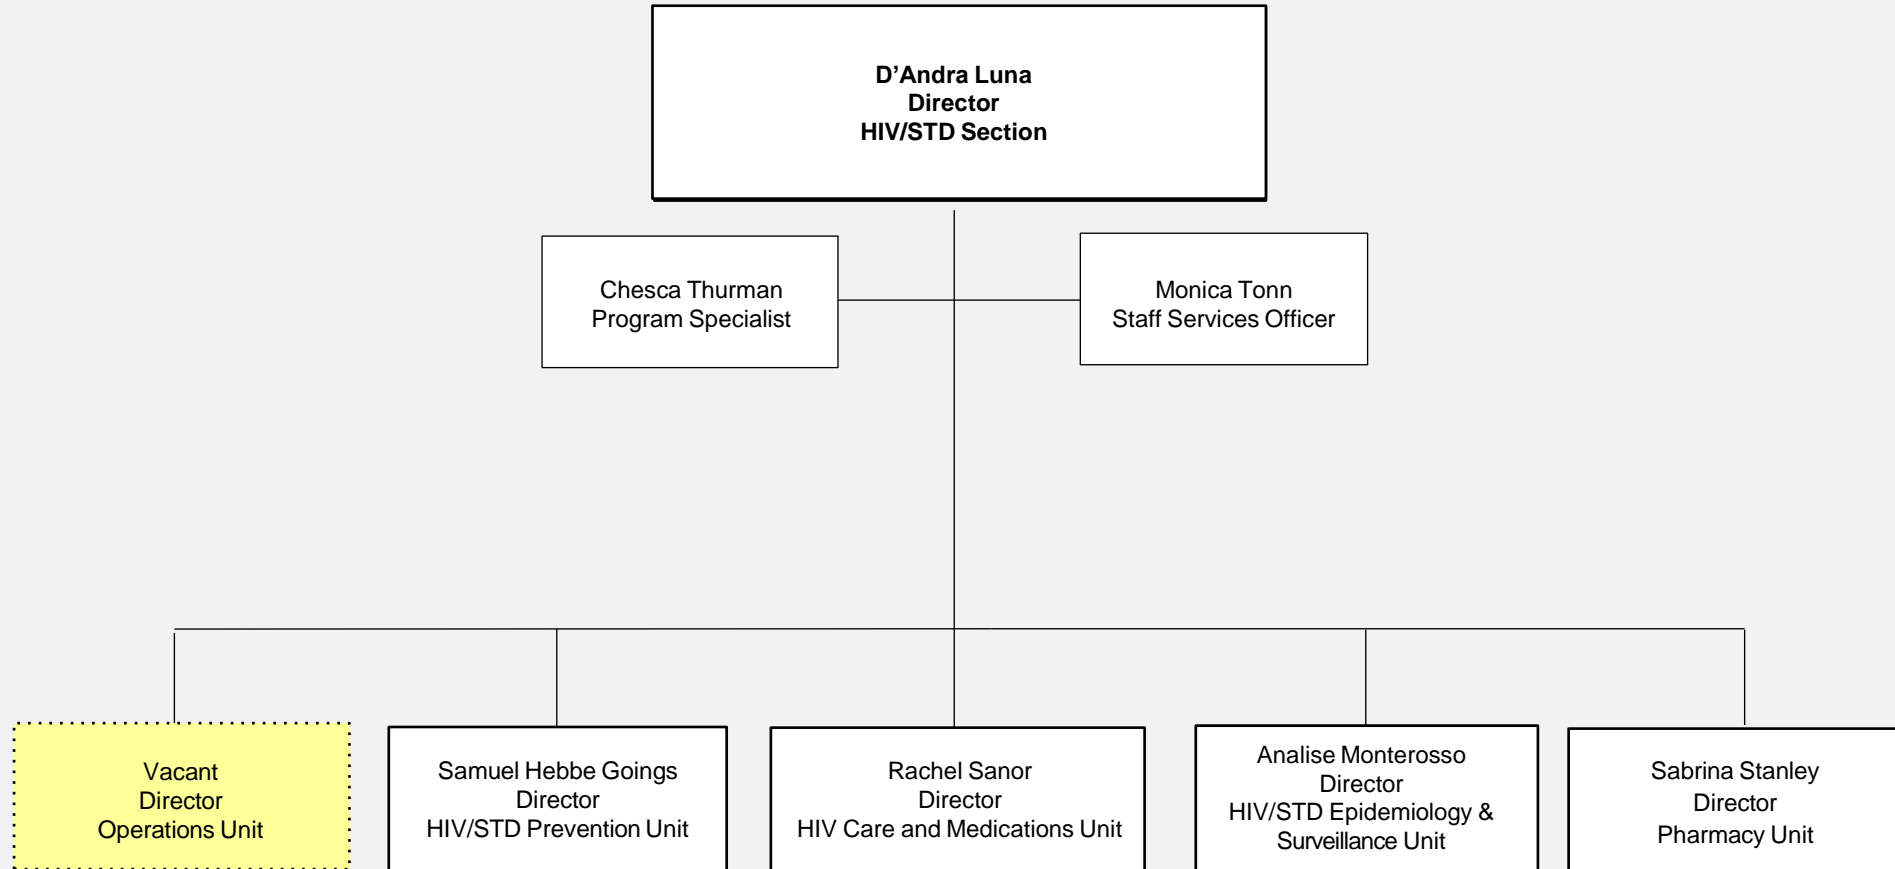 D’Andra Luna
Director
HIV/STD Section
Chesca Thurman
Program Specialist
Monica Tonn
Staff Services Officer
Vacant
Director
Operations Unit
Samuel Hebbe Goings
Director
HIV/STD Prevention Unit
Rachel Sanor
Director
HIV Care and Medications Unit
Analise Monterosso
Director
HIV/STD Epidemiology &
Surveillance Unit
Sabrina Stanley
Director
Pharmacy Unit